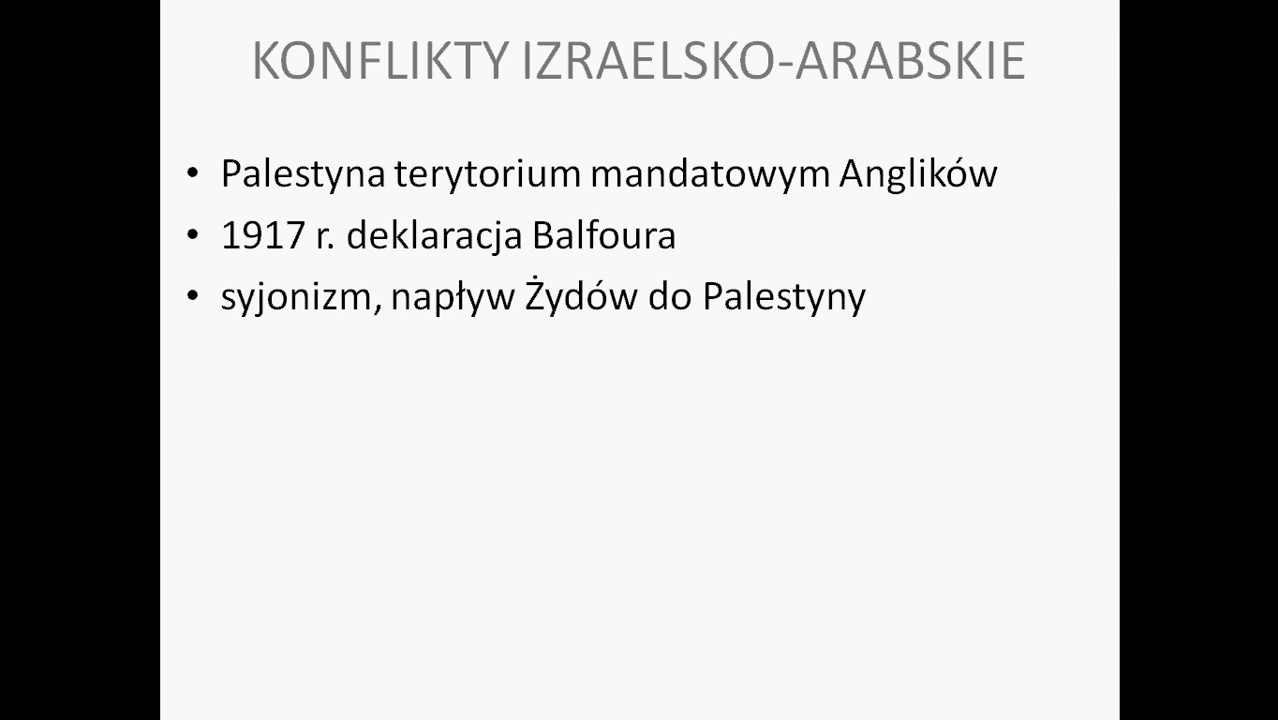 KONFLIKTY IZRAELSKO-ARABSKIE
• Palestyna terytorium mandatowym Anglików
• 1917 r. deklaracja Balfoura
• syjonizm, napływ Żydów do Palestyny